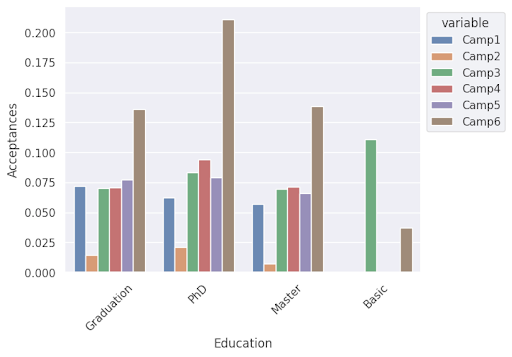 0.200
0.175
0.150
0.125
0.100
0.075
0.050
0.025
0.000
Acceptances
Graduation
PhD
Master
Basic
Education
variable
Camp1
Camp2
Camp3
Camp4
Camp5
Camp6